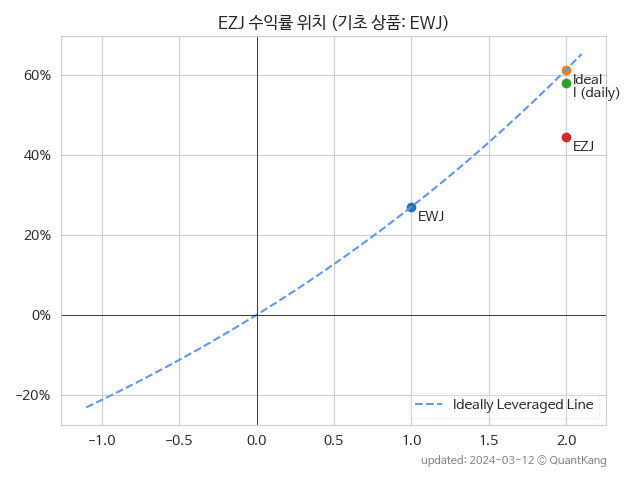 EZJ 수익률 위치 (기초 상품: EWJ)
60%
40%
20%
0%
−20%
Ideal
I (daily)
EZJ
EWJ
Ideally Leveraged Line
−1.0 −0.5 0.0 0.5 1.0 1.5 2.0
updated: 2024-03-12 © QuantKang